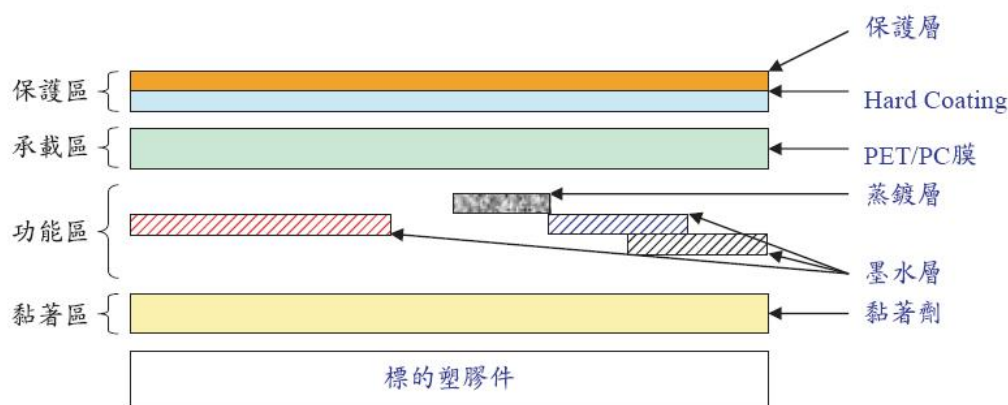 保護層
保護區
Hard Coating
承載區
PET/PC膜
蒸鍍層
功能區
墨水層
黏著區
黏著劑
標的塑膠件